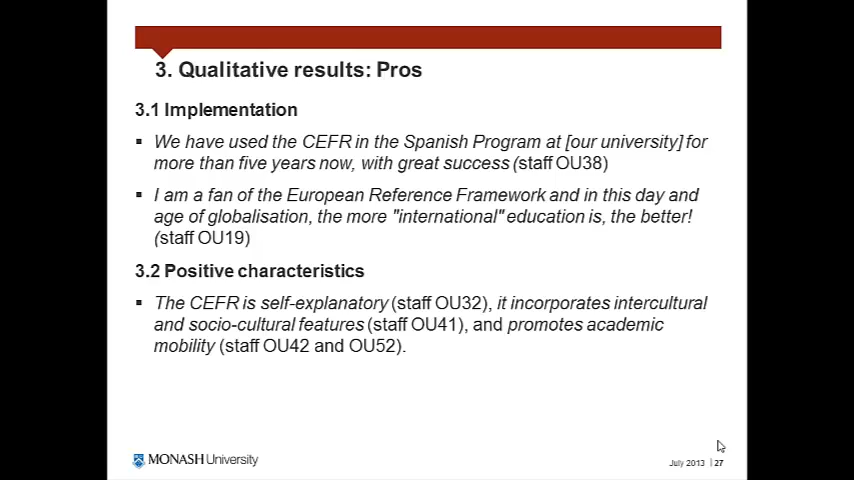 3. Qualitative results: Pros
3.1 Implementation
▪ We have used the CEFR in the Spanish Program at [our university] for
more than five years now, with great success (staff OU38)
▪ I am a fan of the European Reference Framework and in this day and
age of globalisation, the more "international" education is, the better!
(staff OU19)
3.2 Positive characteristics
▪ The CEFR is self-explanatory (staff OU32), it incorporates intercultural
and socio-cultural features (staff OU41), and promotes academic
mobility (staff OU42 and OU52).
MONASH University
July 2013 | 27